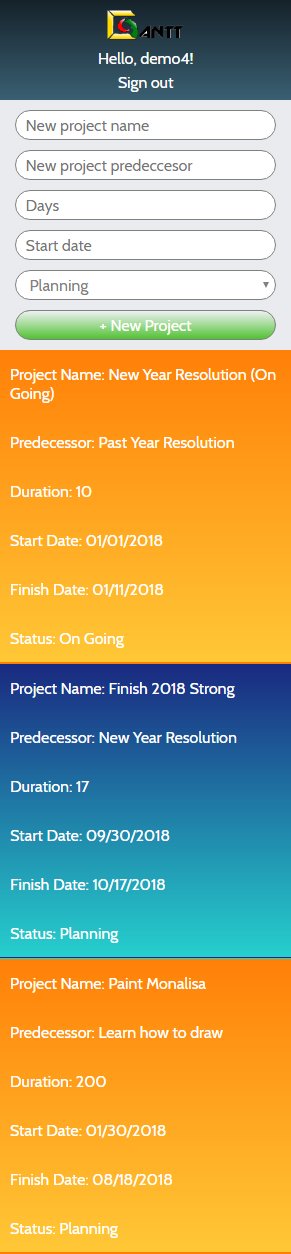 GANTT
Hello, demo4!
Sign out
New project name
New project predeccesor
Days
Start date
Planning
+ New Project
Project Name: New Year Resolution (On
Going)
Predecessor: Past Year Resolution
Duration: 10
Start Date: 01/01/2018
Finish Date: 01/11/2018
Status: On Going
Project Name: Finish 2018 Strong
Predecessor: New Year Resolution
Duration: 17
Start Date: 09/30/2018
Finish Date: 10/17/2018
Status: Planning
Project Name: Paint Monalisa
Predecessor: Learn how to draw
Duration: 200
Start Date: 01/30/2018
Finish Date: 08/18/2018
Status: Planning